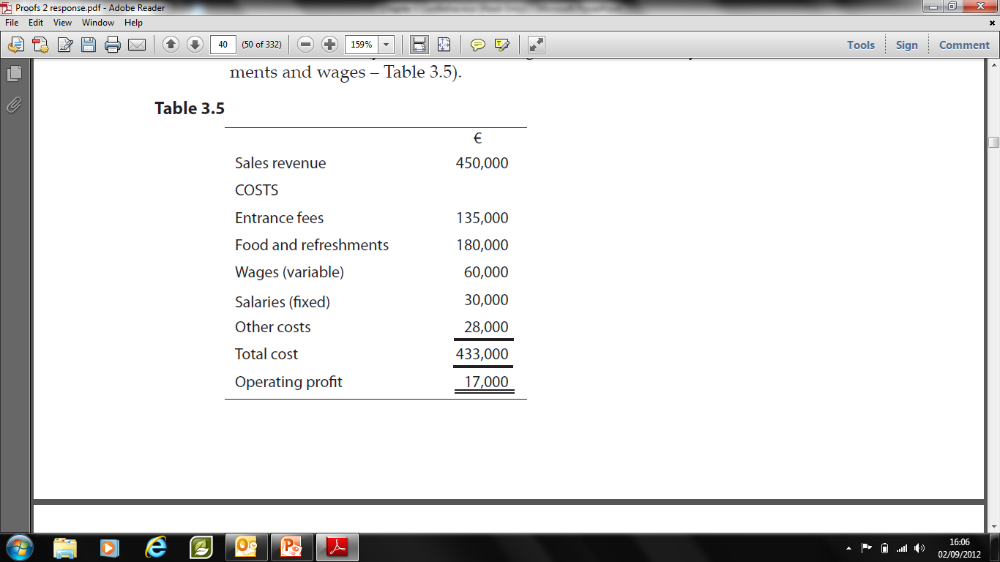 Proofs 2 response.pdf - Adobe Reader
File Edit View Window Help
40 (50 of 332) 159% Tools Sign Comment
ments and wages – Table 3.5).
Table 3.5
€
Sales revenue 450,000
COSTS
Entrance fees 135,000
Food and refreshments 180,000
Wages (variable) 60,000
Salaries (fixed) 30,000
Other costs 28,000
Total cost 433,000
Operating profit 17,000
16:06
02/09/2012